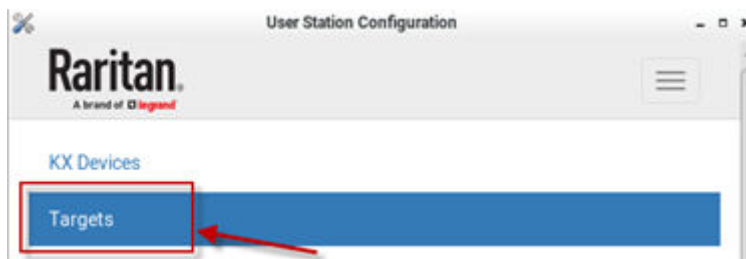 User Station Configuration
Raritan.
A brand of legrand
KX Devices
Targets